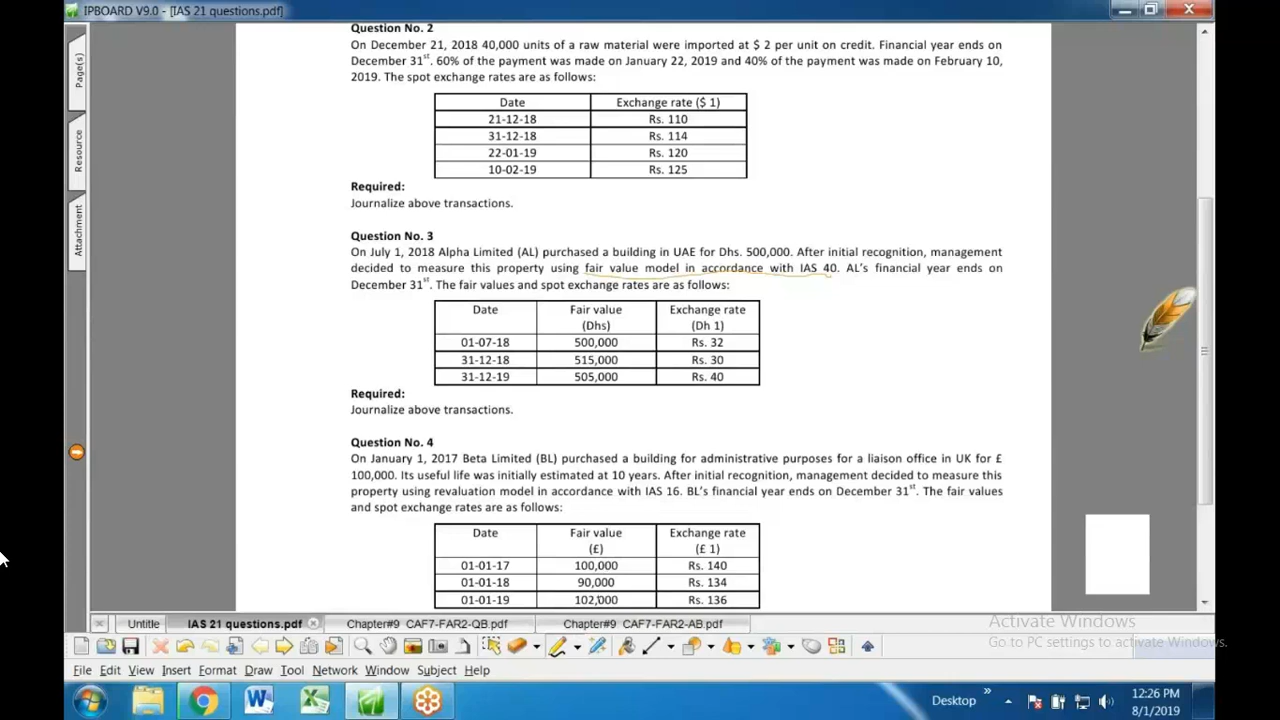 IPBOARD V9.0 - [IAS 21 questions.pdf]
Page(s)
Resource
Attachment
Question No. 2
On December 21, 2018 40,000 units of a raw material were imported at $ 2 per unit on credit. Financial year ends on
December 31st. 60% of the payment was made on January 22, 2019 and 40% of the payment was made on February 10,
2019. The spot exchange rates are as follows:
Date Exchange rate ($ 1)
21-12-18 Rs. 110
31-12-18 Rs. 114
22-01-19 Rs. 120
10-02-19 Rs. 125
Required:
Journalize above transactions.
Question No. 3
On July 1, 2018 Alpha Limited (AL) purchased a building in UAE for Dhs. 500,000. After initial recognition, management
decided to measure this property using fair value model in accordance with IAS 40. AL's financial year ends on
December 31st. The fair values and spot exchange rates are as follows:
Date Fair value Exchange rate
(Dhs) (Dh 1)
01-07-18 500,000 Rs. 32
31-12-18 515,000 Rs. 30
31-12-19 505,000 Rs. 40
Required:
Journalize above transactions.
Question No. 4
On January 1, 2017 Beta Limited (BL) purchased a building for administrative purposes for a liaison office in UK for £
100,000. Its useful life was initially estimated at 10 years. After initial recognition, management decided to measure this
property using revaluation model in accordance with IAS 16. BL's financial year ends on December 31st. The fair values
and spot exchange rates are as follows:
Date Fair value Exchange rate
(£) (£ 1)
01-01-17 100,000 Rs. 140
01-01-18 90,000 Rs. 134
01-01-19 102,000 Rs. 136
Untitle IAS 21 questions.pdf Chapter#9 CAF7-FAR2-QB.pdf Chapter#9 CAF7-FAR2-AB.pdf
Activate Windows
Go to PC settings to activate Windows.
File Edit View Insert Format Draw Tool Network Window Subject Help
Desktop
12:26 PM
8/1/2019